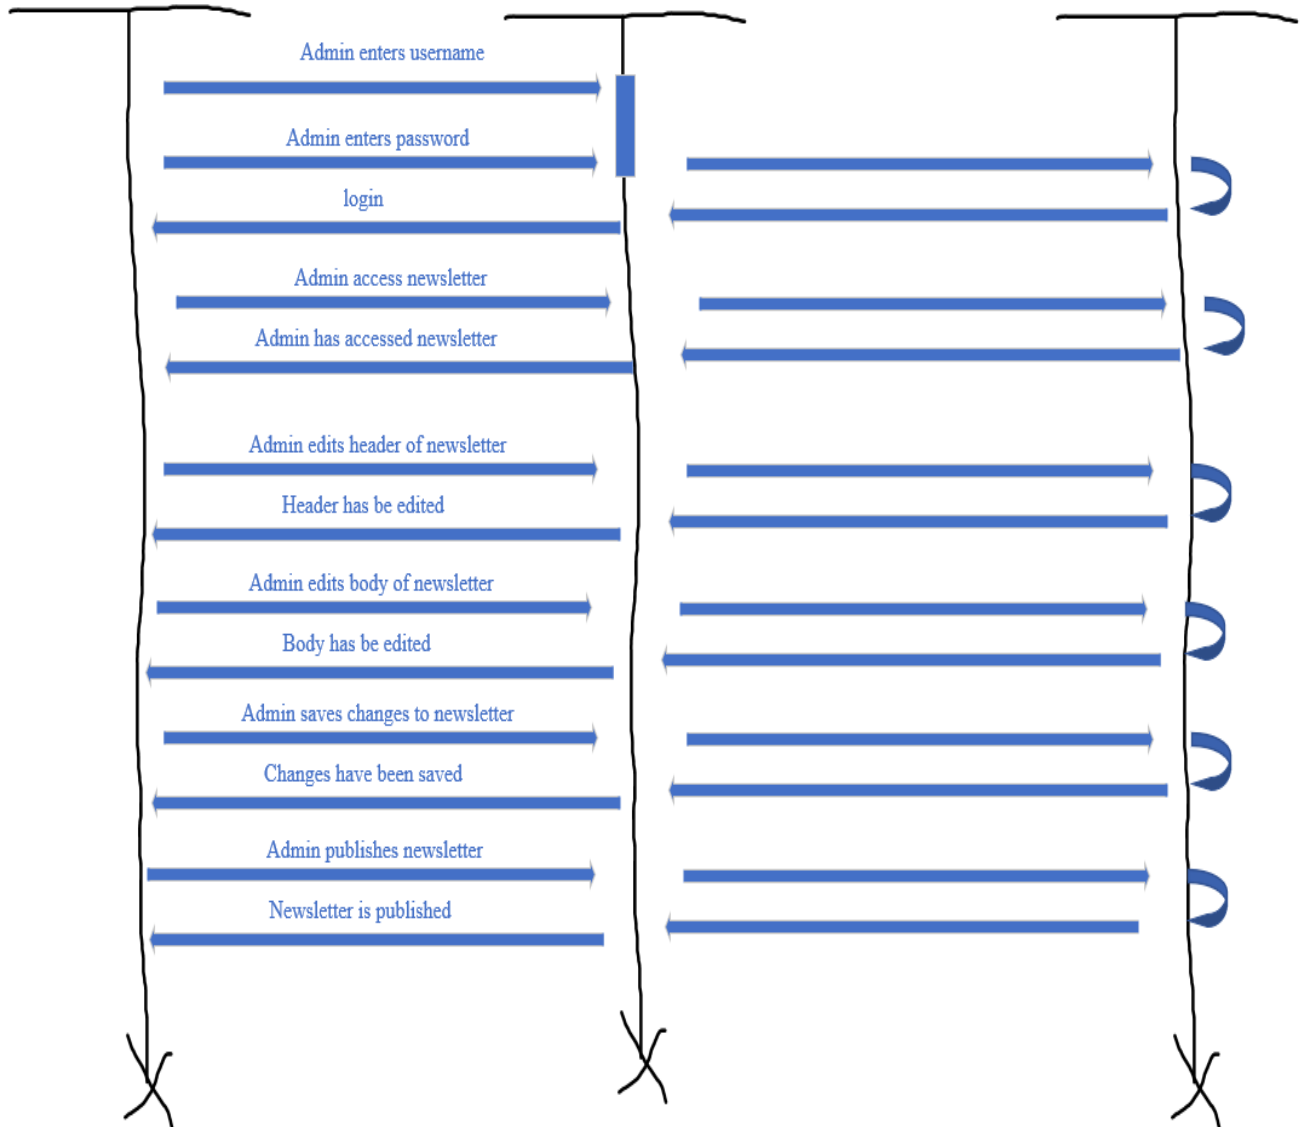 Admin enters username
Admin enters password
login
Admin access newsletter
Admin has accessed newsletter
Admin edits header of newsletter
Header has be edited
Admin edits body of newsletter
Body has be edited
Admin saves changes to newsletter
Changes have been saved
Admin publishes newsletter
Newsletter is published